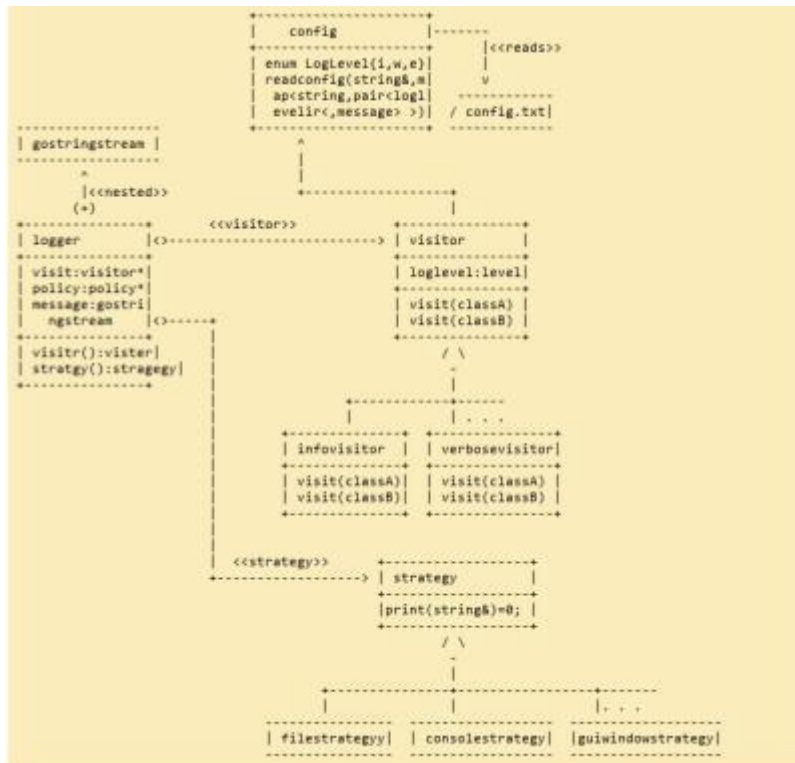 config
<<reads>>
enum LogLevel{i,w,e}
readconfig(string&,m
ap<string,pair<logl
evelir<,message> >)
/ config.txt|
gostringstream
<<nested>>
(+)
<<visitor>>
logger
visitor
visit:visitor*
policy:policy*
message:gostri
ngstream
loglevel:level
visit(classA)
visit(classB)
visitr():vister
stratgy():stragegy
. . .
infovisitor
verbosevisitor
visit(classA)
visit(classB)
visit(classA)
visit(classB)
<<strategy>>
strategy
print(string&)=0;
. . .
filestrategyy
consolestrategy
guiwindowstrategy